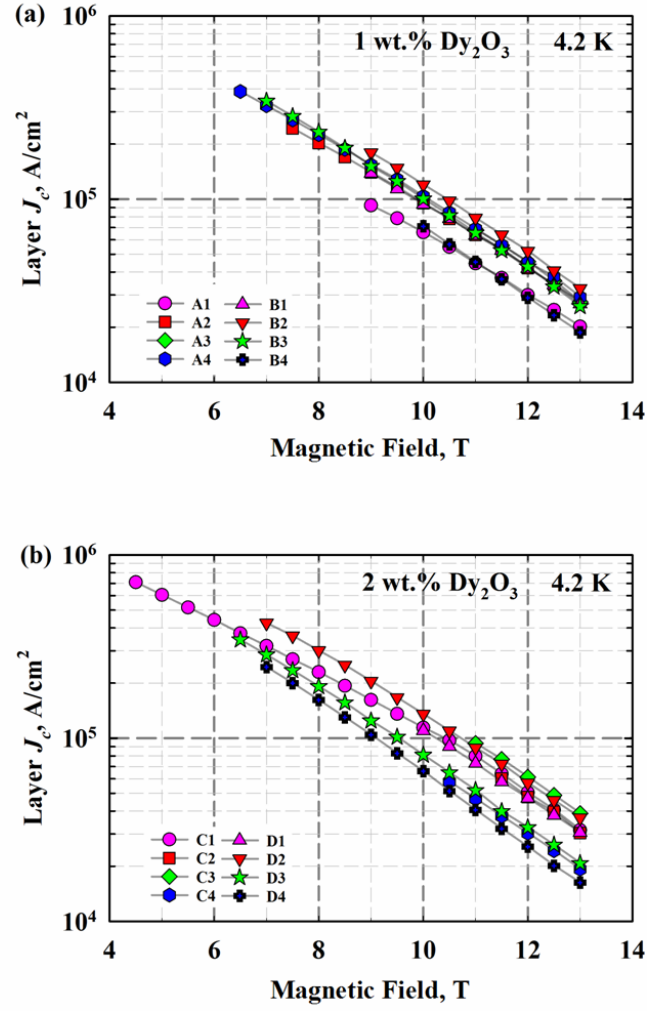 (a)
10⁶
1 wt.% Dy₂O₃ 4.2 K
10⁵
Layer J_c, A/cm²
A1 B1
A2 B2
A3 B3
A4 B4
10⁴
4 6 8 10 12 14
Magnetic Field, T
(b)
10⁶
2 wt.% Dy₂O₃ 4.2 K
10⁵
Layer J_c, A/cm²
C1 D1
C2 D2
C3 D3
C4 D4
10⁴
4 6 8 10 12 14
Magnetic Field, T